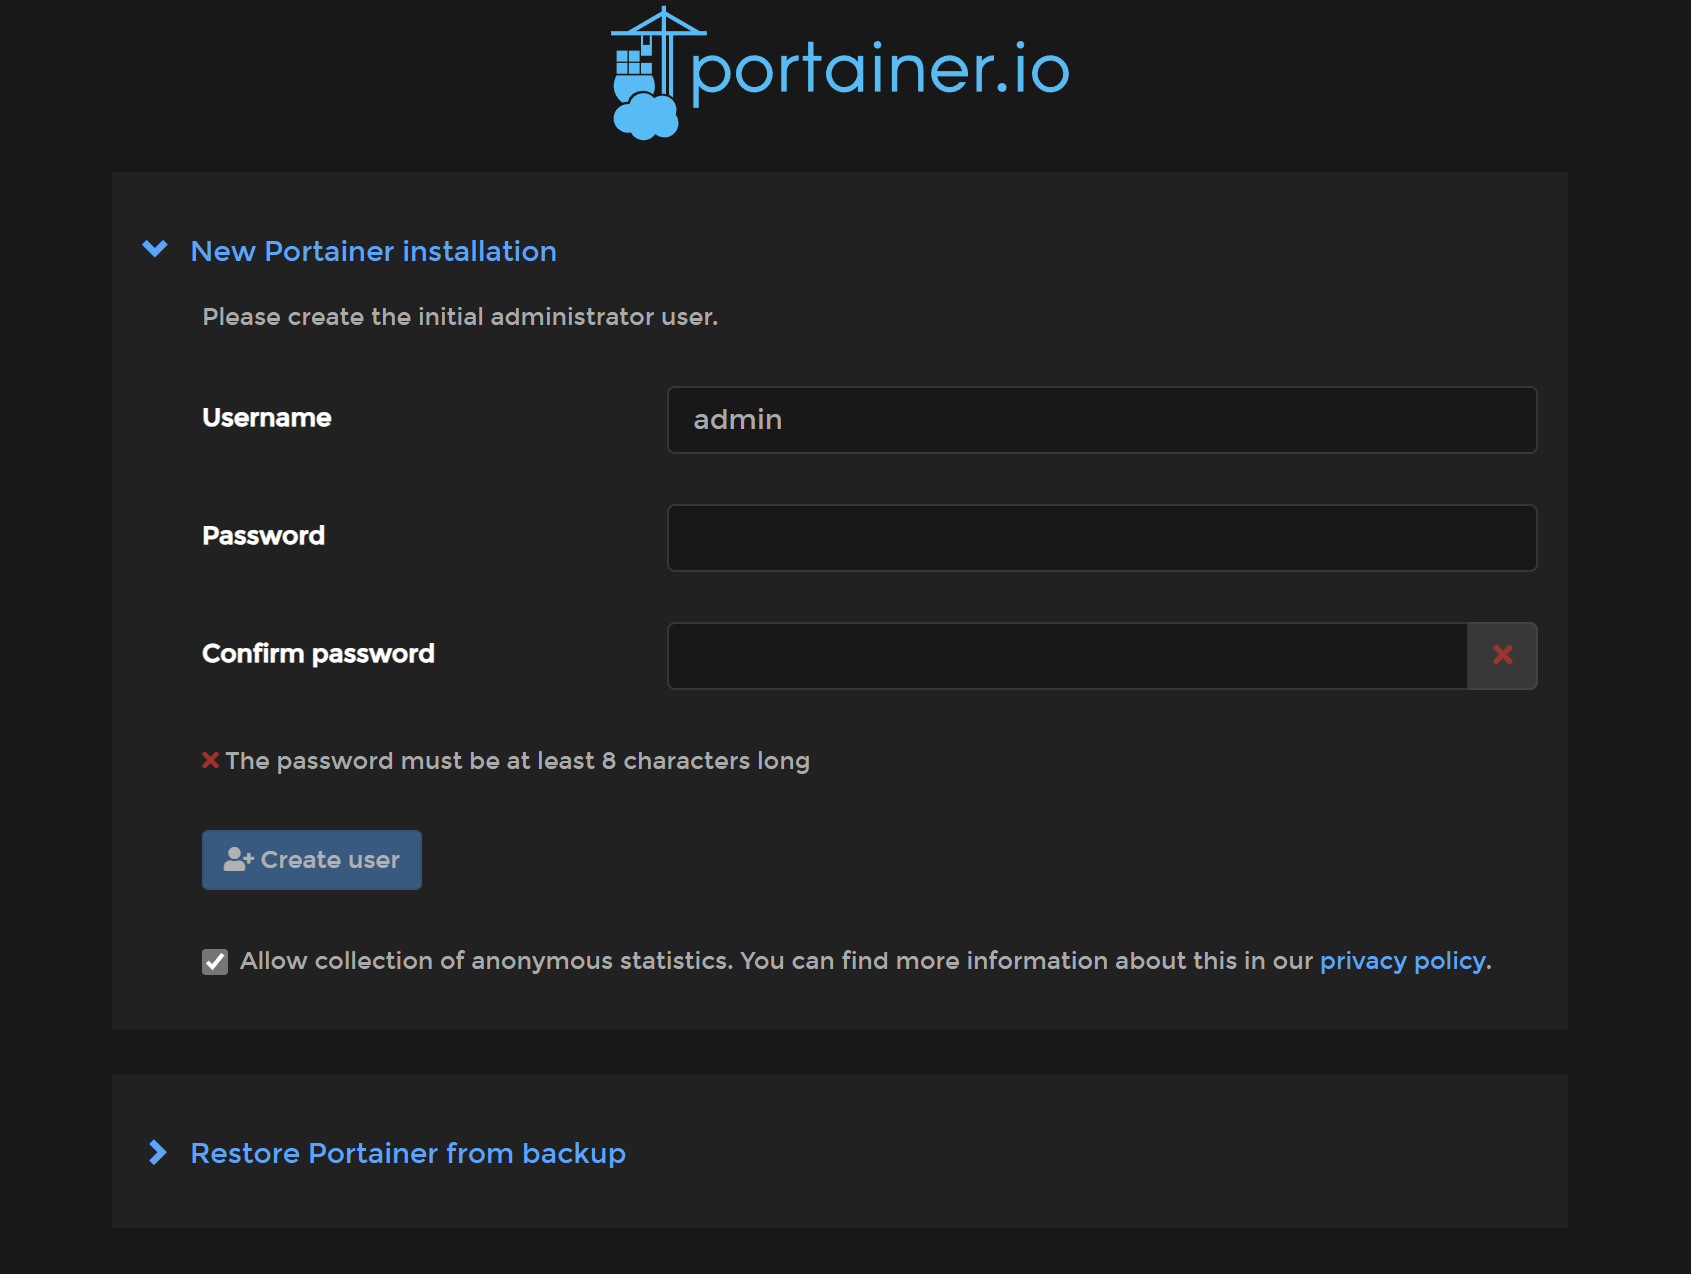 portainer.io
New Portainer installation
Please create the initial administrator user.
Username
admin
Password
Confirm password
The password must be at least 8 characters long
Create user
Allow collection of anonymous statistics. You can find more information about this in our privacy policy.
Restore Portainer from backup